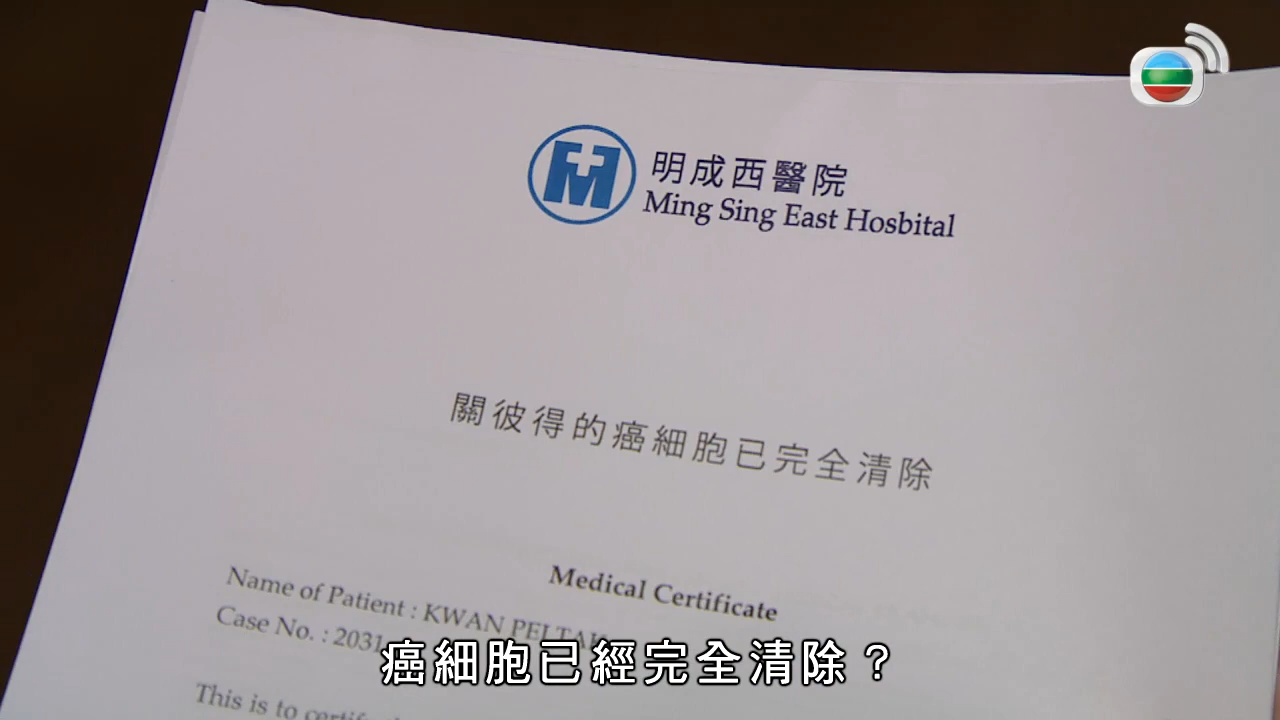 明成西醫院
Ming Sing East Hosbital
關彼得的癌細胞已完全清除
Medical Certificate
Name of Patient : KWAN PEI TAK
Case No. : 2031
癌細胞已經完全清除？
This is to certif